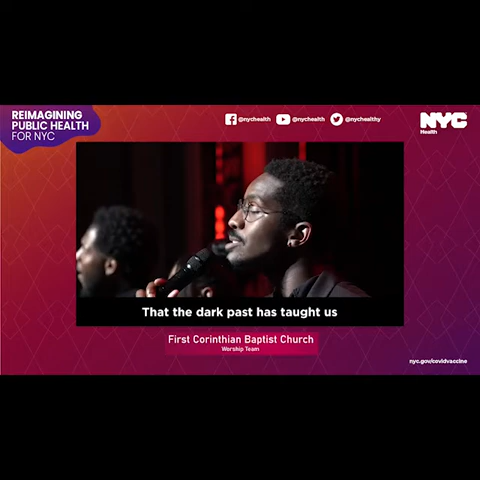 REIMAGINING
PUBLIC HEALTH
FOR NYC
@nychealth
@nychealth
@nychealthy
NYC
Health
That the dark past has taught us
First Corinthian Baptist Church
Worship Team
nyc.gov/covidvaccine